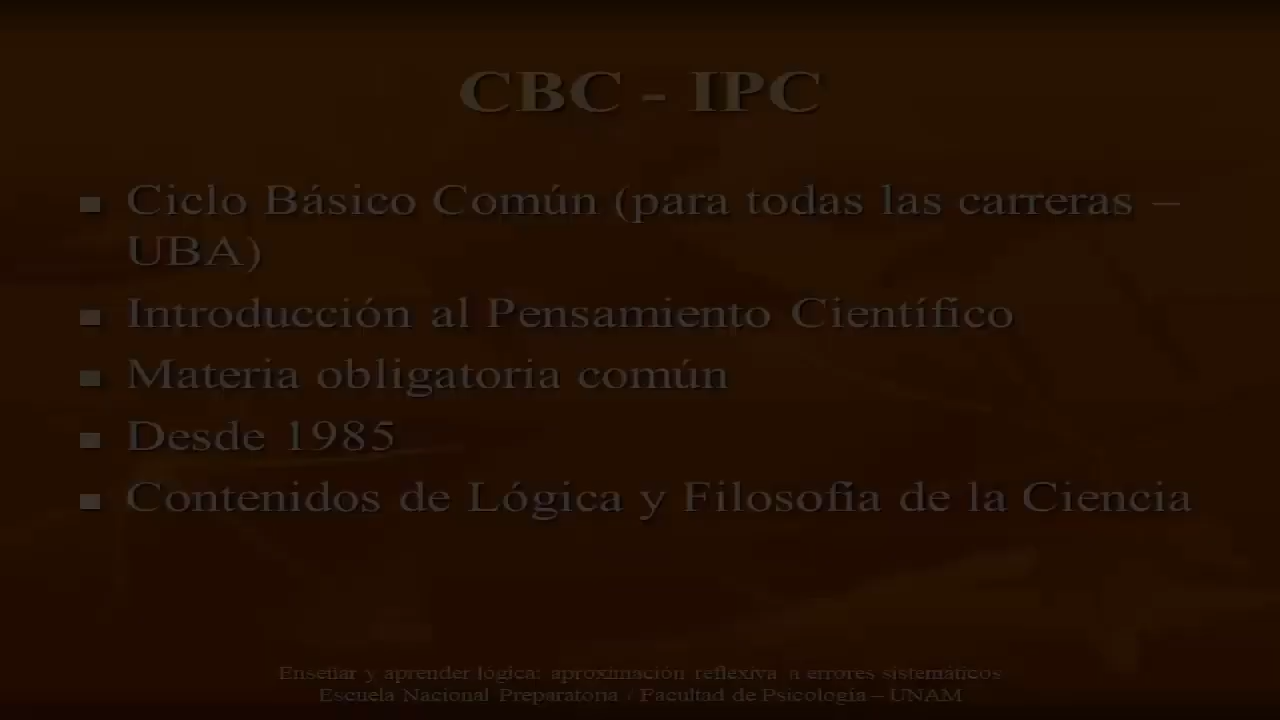 CBC - IPC
Ciclo Básico Común (para todas las carreras –
UBA)
Introducción al Pensamiento Científico
Materia obligatoria común
Desde 1985
Contenidos de Lógica y Filosofía de la Ciencia
Enseñar y aprender lógica: aproximación reflexiva a errores sistemáticos
Escuela Nacional Preparatoria / Facultad de Psicología – UNAM